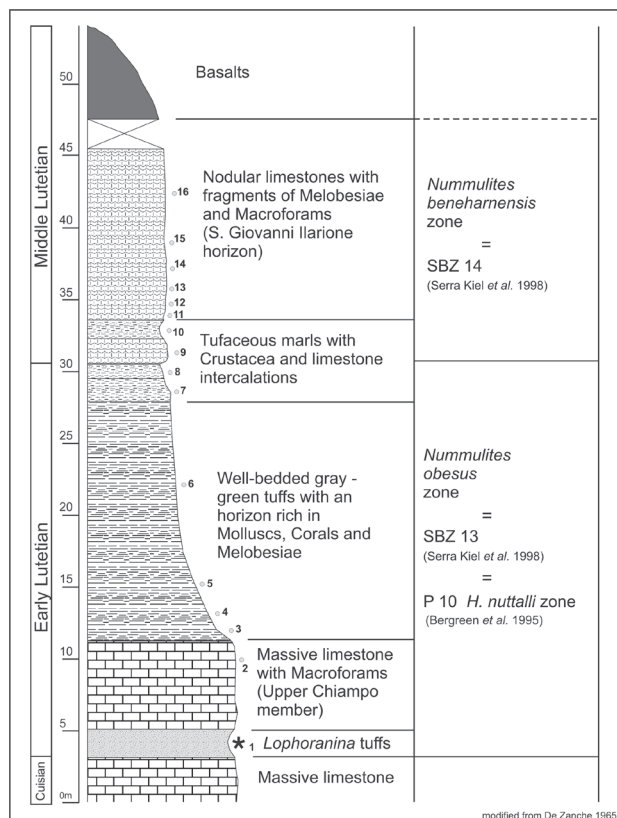 Middle Lutetian
Early Lutetian
Cuisian
50
45
40
35
30
25
20
15
10
5
0m
16
15
14
13
12
11
10
9
8
7
6
5
4
3
2
1
Basalts
Nodular limestones with
fragments of Melobesiae
and Macroforams
(S. Giovanni Ilarione
horizon)
Tufaceous marls with
Crustacea and limestone
intercalations
Well-bedded gray -
green tuffs with an
horizon rich in
Molluscs, Corals and
Melobesiae
Massive limestone
with Macroforams
(Upper Chiampo
member)
* Lophoranina tuffs
Massive limestone
Nummulites
beneharnensis
zone
=
SBZ 14
(Serra Kiel et al. 1998)
Nummulites
obesus
zone
=
SBZ 13
(Serra Kiel et al. 1998)
=
P 10 H. nuttalli zone
(Bergreen et al. 1995)
modified from De Zanche 1965